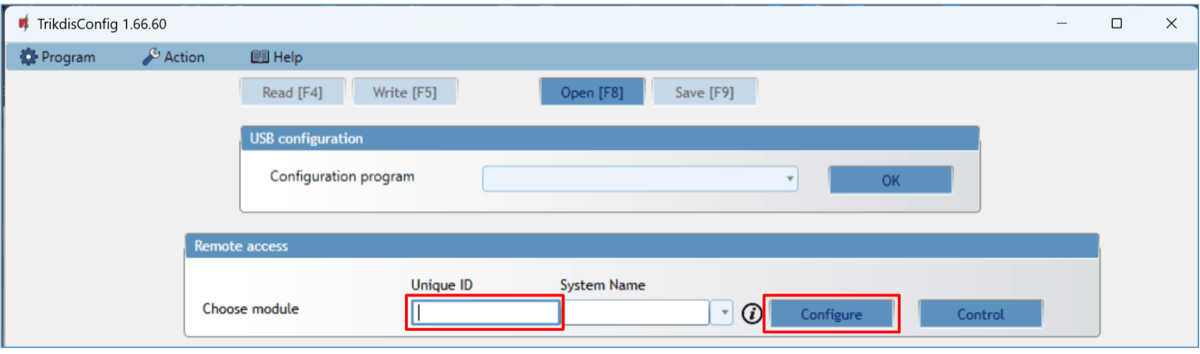 TrikdisConfig 1.66.60
Program Action Help
Read [F4] Write [F5] Open [F8] Save [F9]
USB configuration
Configuration program OK
Remote access
Unique ID System Name
Choose module i Configure Control